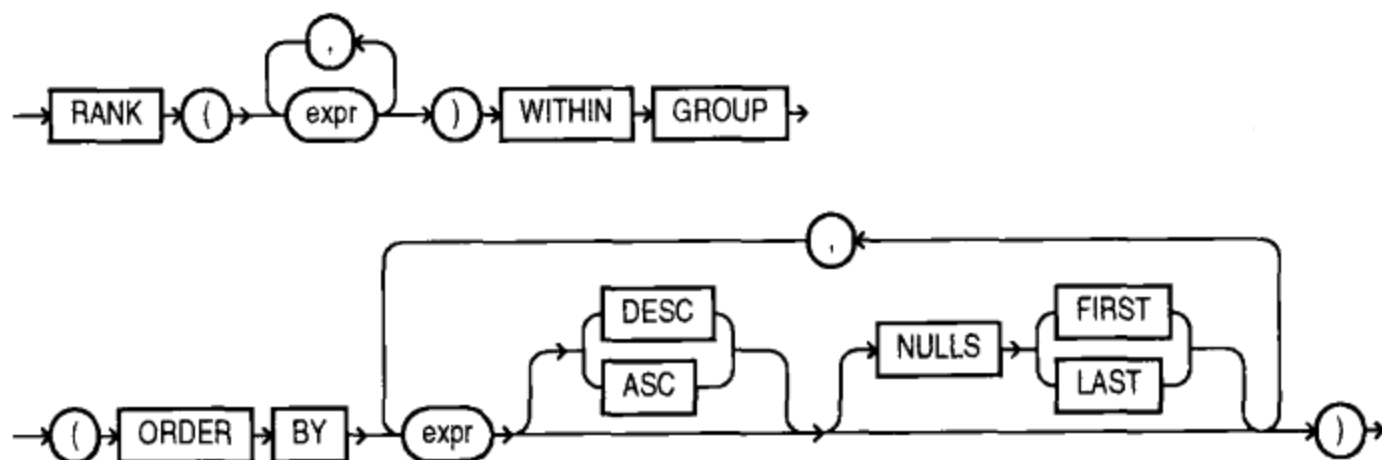 ,
RANK ( expr ) WITHIN GROUP
,
DESC FIRST
NULLS
ASC LAST
( ORDER BY expr )